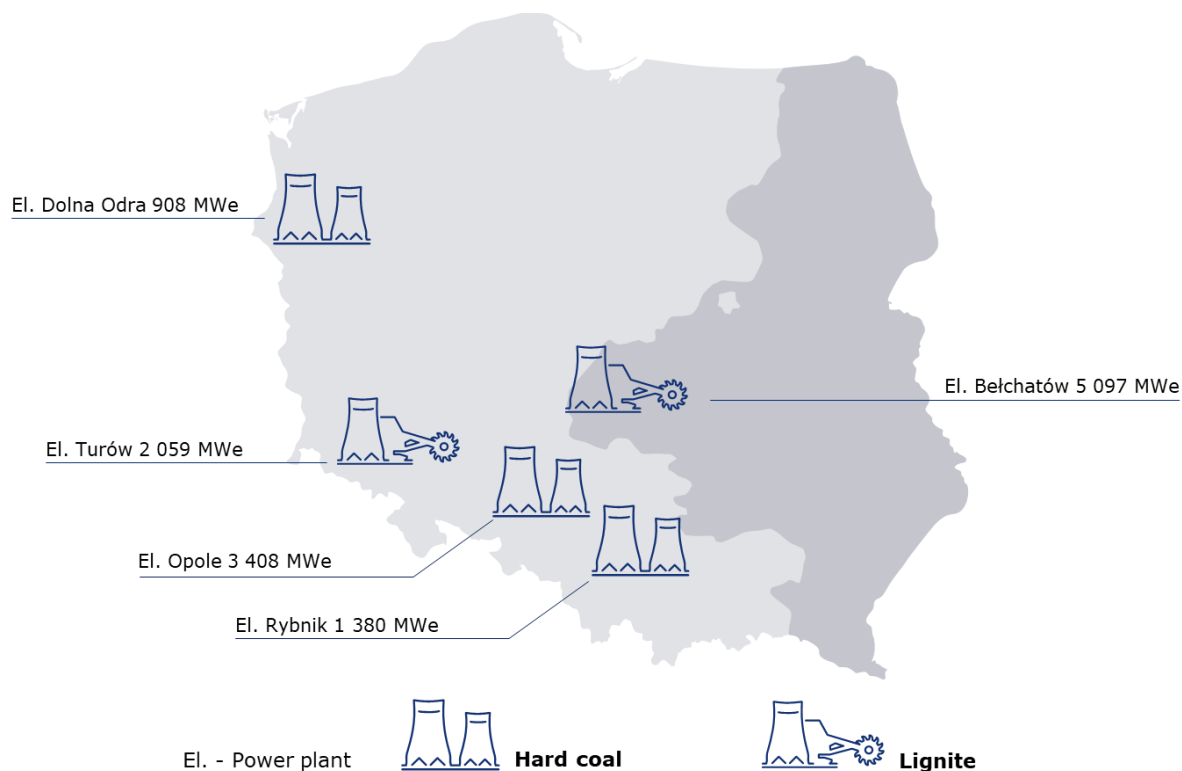 El. Dolna Odra 908 MWe
El. Bełchatów 5 097 MWe
El. Turów 2 059 MWe
El. Opole 3 408 MWe
El. Rybnik 1 380 MWe
El. - Power plant
Hard coal
Lignite